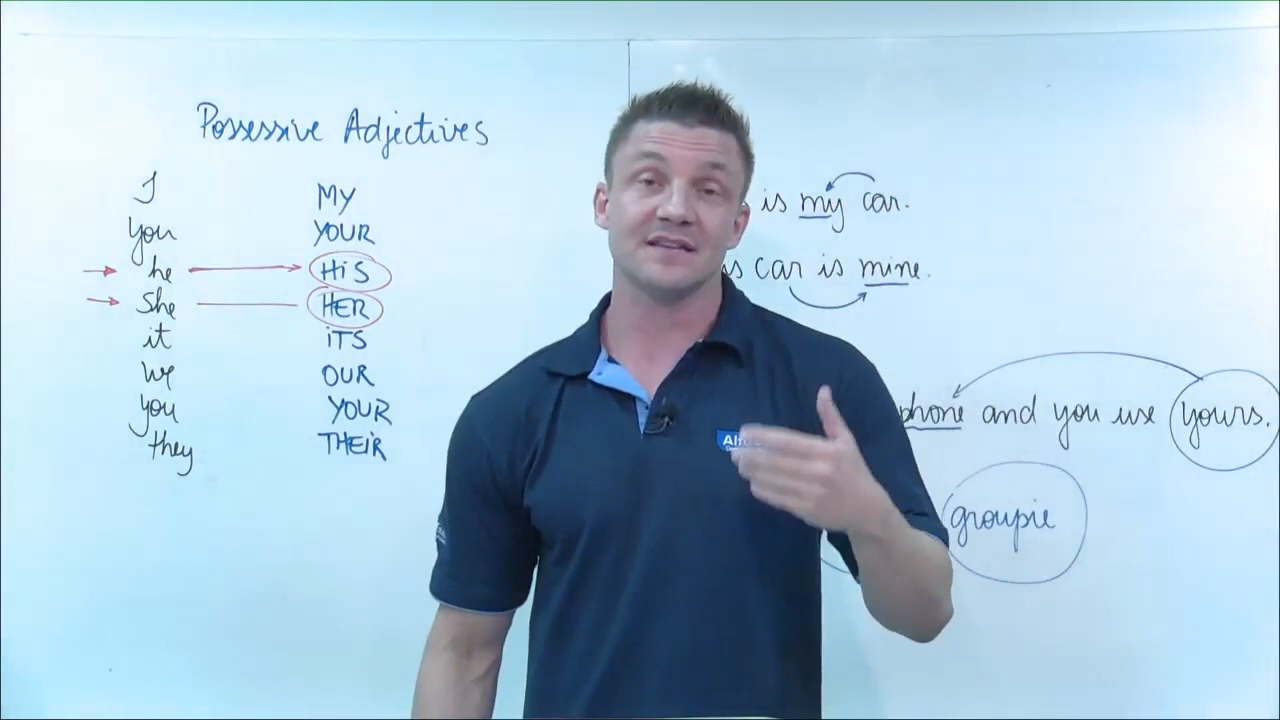 Possessive Adjectives
I MY
you YOUR
he HiS
She HER
it iTS
we OUR
you YOUR
they THEiR
is my car.
car is mine.
phone and you use yours.
groupie